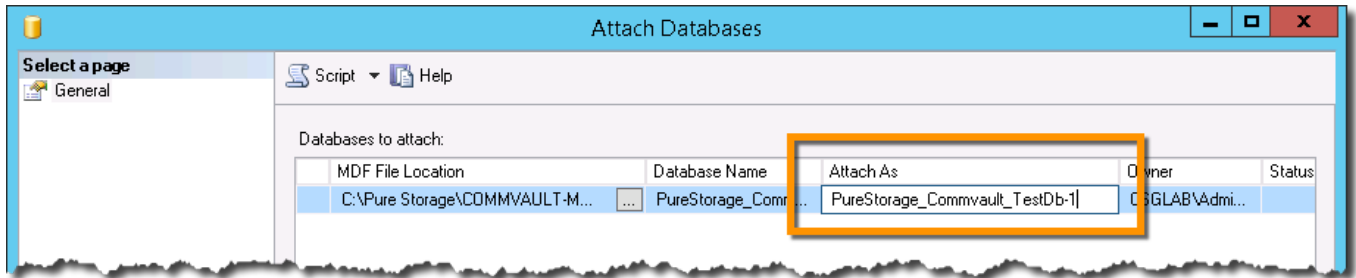 Attach Databases
Select a page
General
Script Help
Databases to attach:
MDF File Location Database Name Attach As Owner Status
C:\Pure Storage\COMMVAULT-M... ... PureStorage_Comm... PureStorage_Commvault_TestDb-1 CSGLAB\Admi...